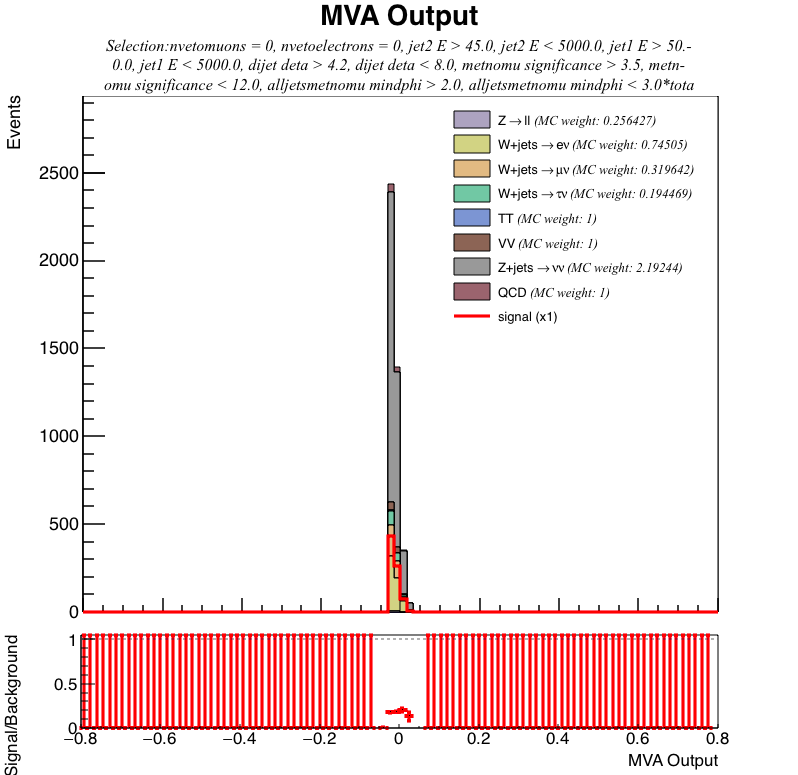 MVA Output
Selection:nvetomuons = 0, nvetoelectrons = 0, jet2 E > 45.0, jet2 E < 5000.0, jet1 E > 50.-
0.0, jet1 E < 5000.0, dijet deta > 4.2, dijet deta < 8.0, metnomu significance > 3.5, metn-
omu significance < 12.0, alljetsmetnomu mindphi > 2.0, alljetsmetnomu mindphi < 3.0*tota
Events
2500
2000
1500
1000
500
0
Z→ll (MC weight: 0.256427)
W+jets→eν (MC weight: 0.74505)
W+jets→μν (MC weight: 0.319642)
W+jets→τν (MC weight: 0.194469)
TT (MC weight: 1)
VV (MC weight: 1)
Z+jets→νν (MC weight: 2.19244)
QCD (MC weight: 1)
signal (x1)
Signal/Background
1
0.5
0
−0.8 −0.6 −0.4 −0.2 0 0.2 0.4 0.6 0.8
MVA Output